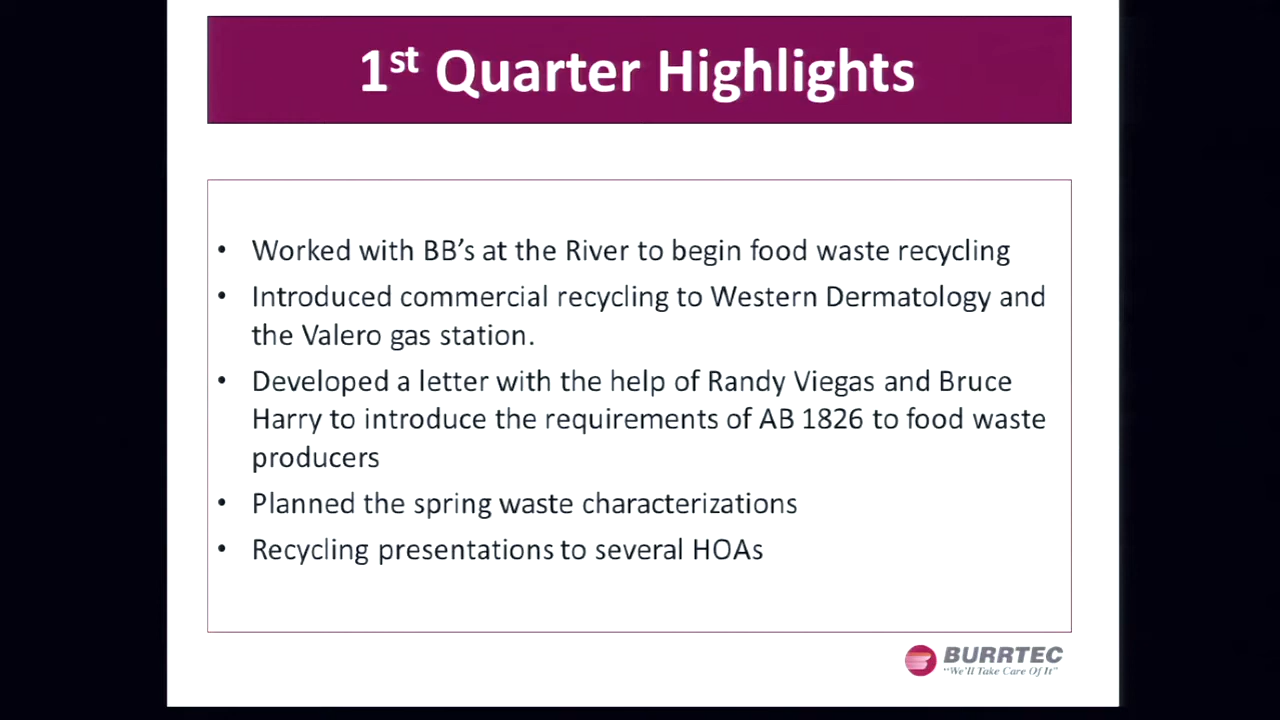 1st Quarter Highlights
• Worked with BB's at the River to begin food waste recycling
• Introduced commercial recycling to Western Dermatology and
the Valero gas station.
• Developed a letter with the help of Randy Viegas and Bruce
Harry to introduce the requirements of AB 1826 to food waste
producers
• Planned the spring waste characterizations
• Recycling presentations to several HOAs
BURRTEC
"We'll Take Care Of It"